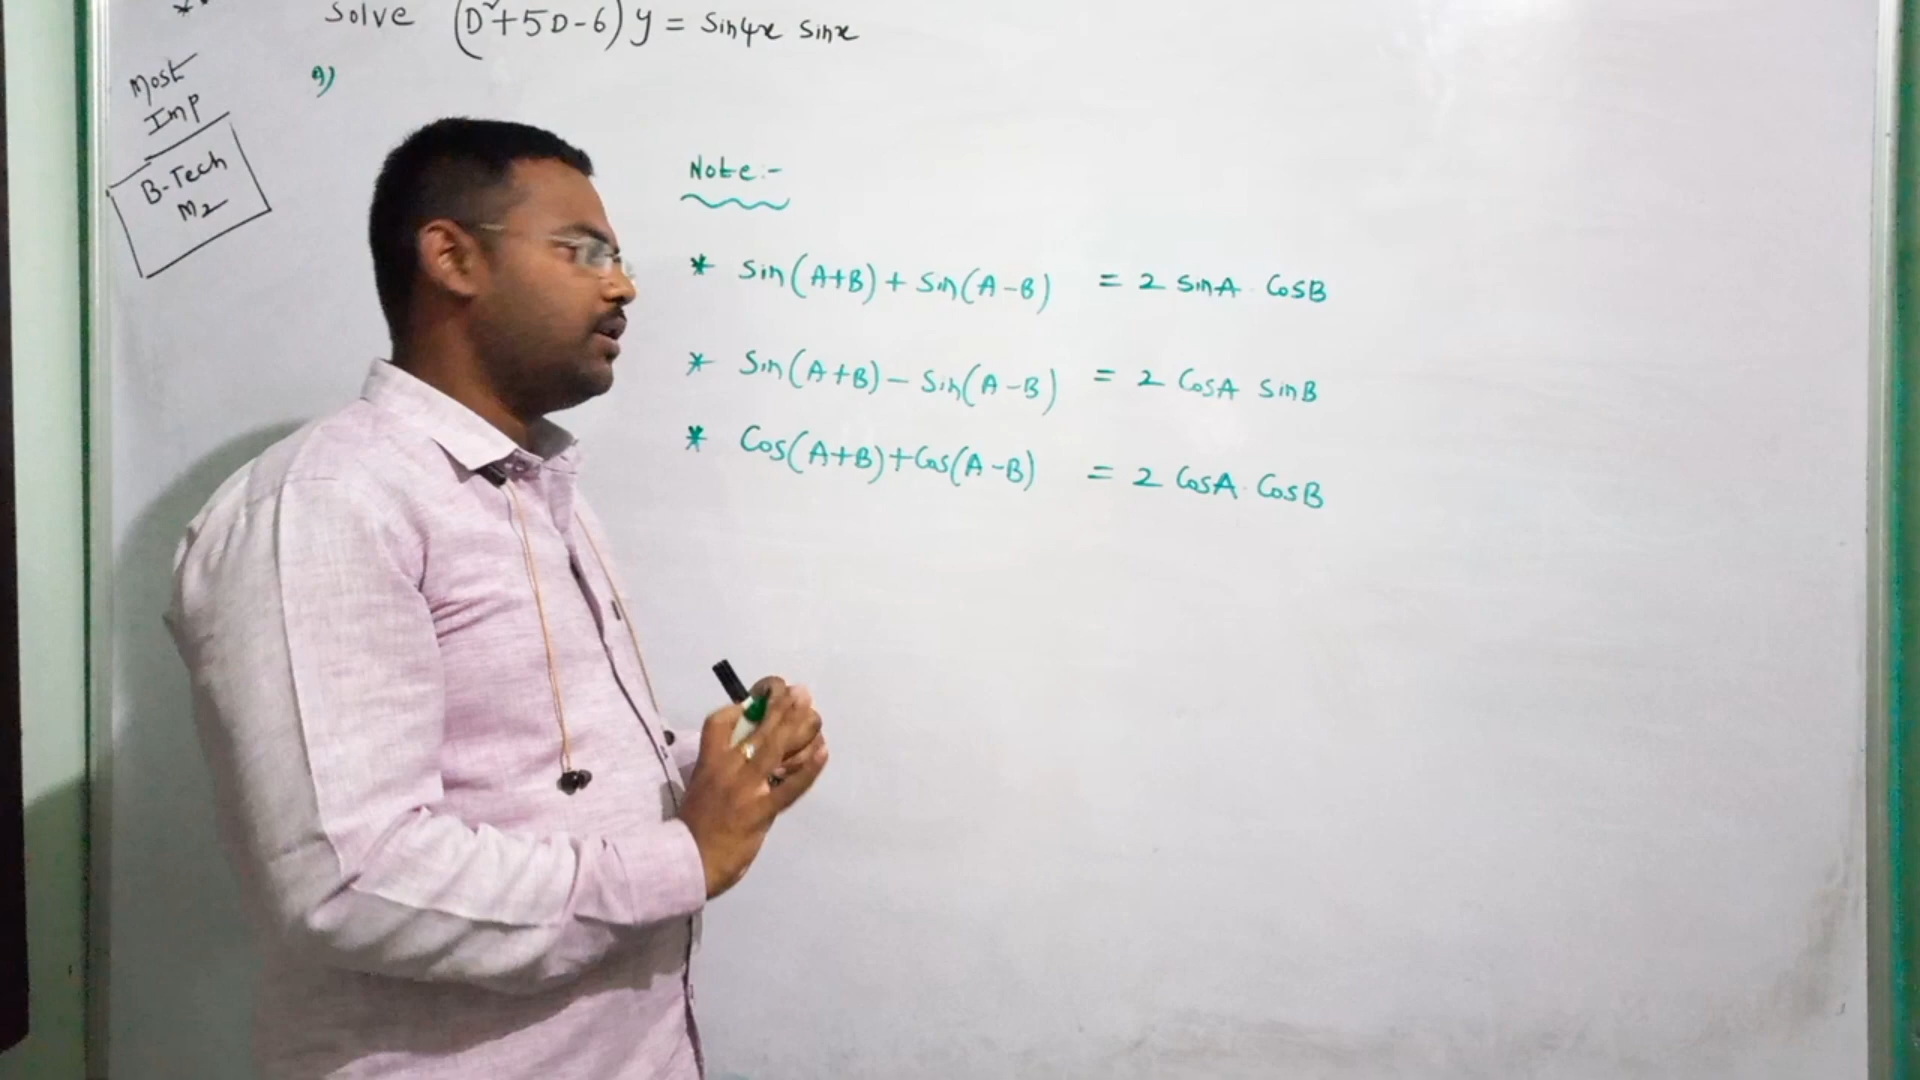 Solve (D²+5D-6) y = Sin4x sinx
Most
Imp
B-Tech
M2
A)
Note:-
* Sin(A+B) + Sin(A-B) = 2 SinA. CosB
* Sin(A+B) - Sin(A-B) = 2 CosA SinB
* Cos(A+B)+Cos(A-B) = 2 CosA. CosB